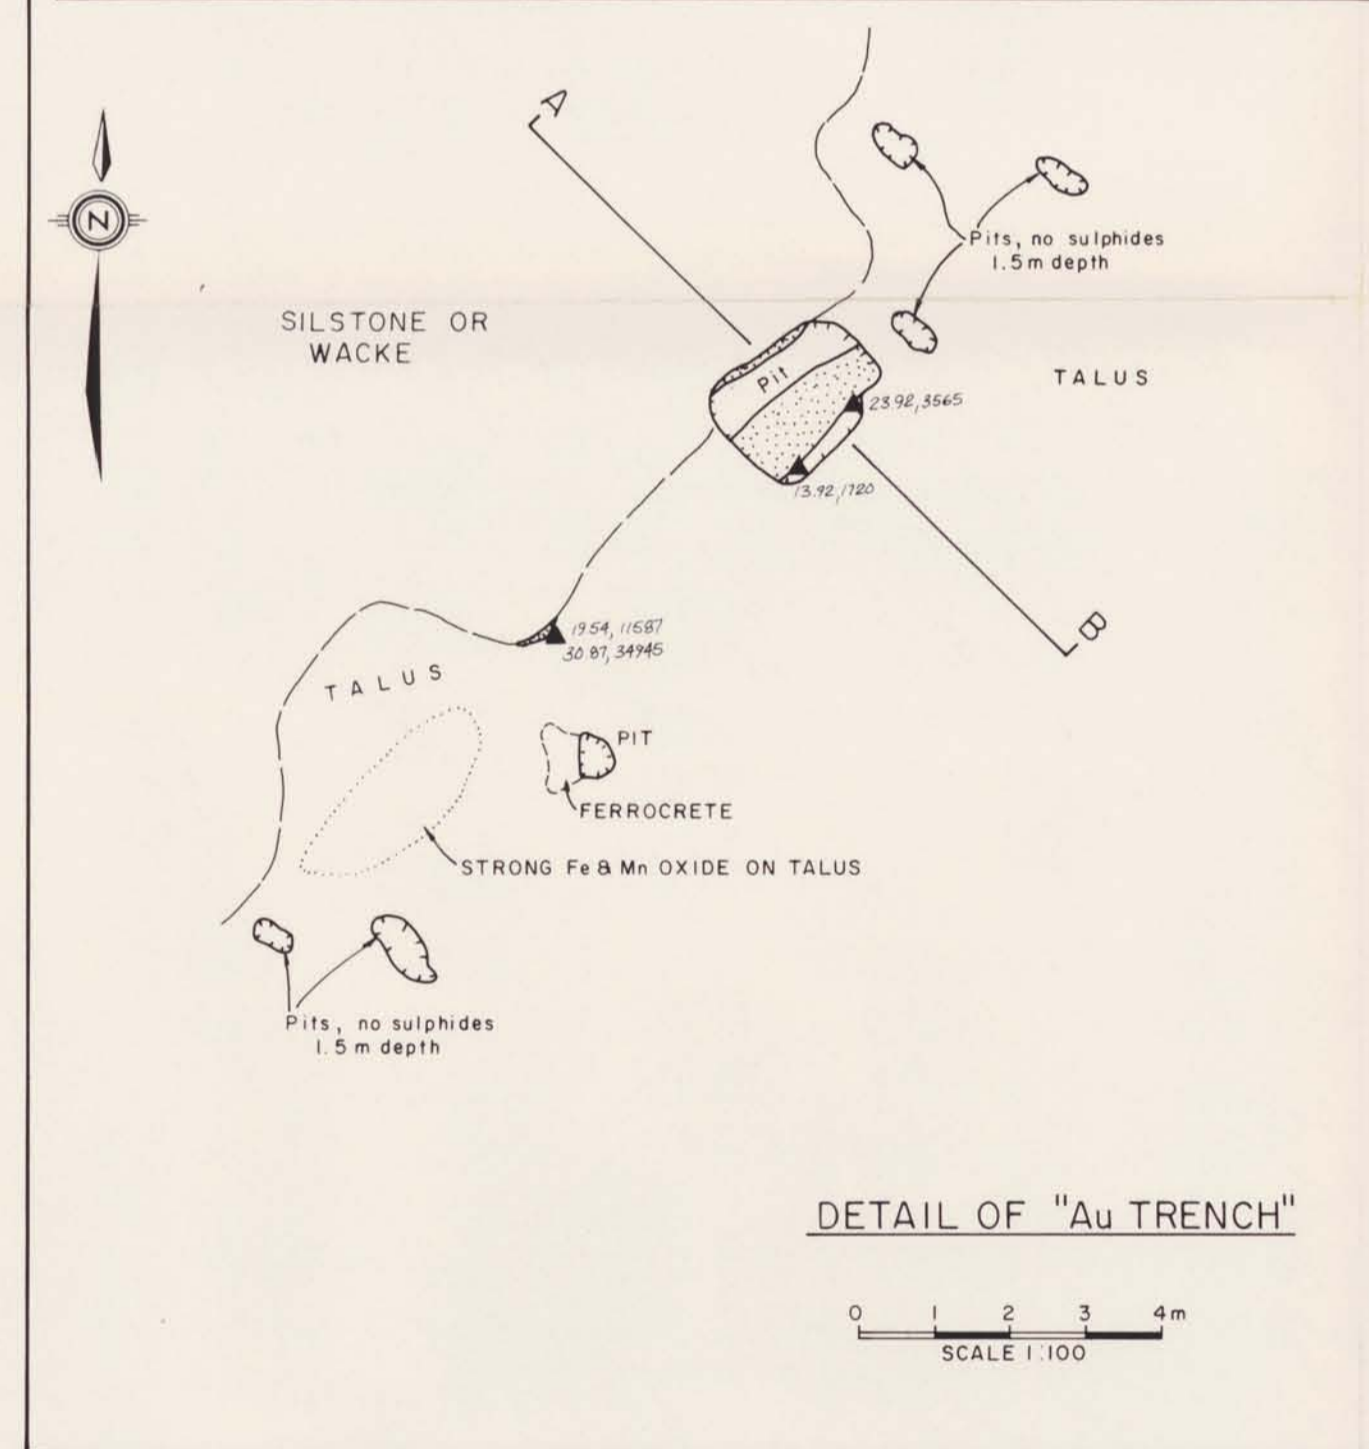 A
N
Pits, no sulphides
1.5 m depth
SILSTONE OR
WACKE
Pit
TALUS
23.92, 3565
13.92, 1720
B
19.54, 11587
30.87, 34945
TALUS
PIT
FERROCRETE
STRONG Fe & Mn OXIDE ON TALUS
Pits, no sulphides
1.5 m depth
DETAIL OF "Au TRENCH"
0 1 2 3 4 m
SCALE 1:100